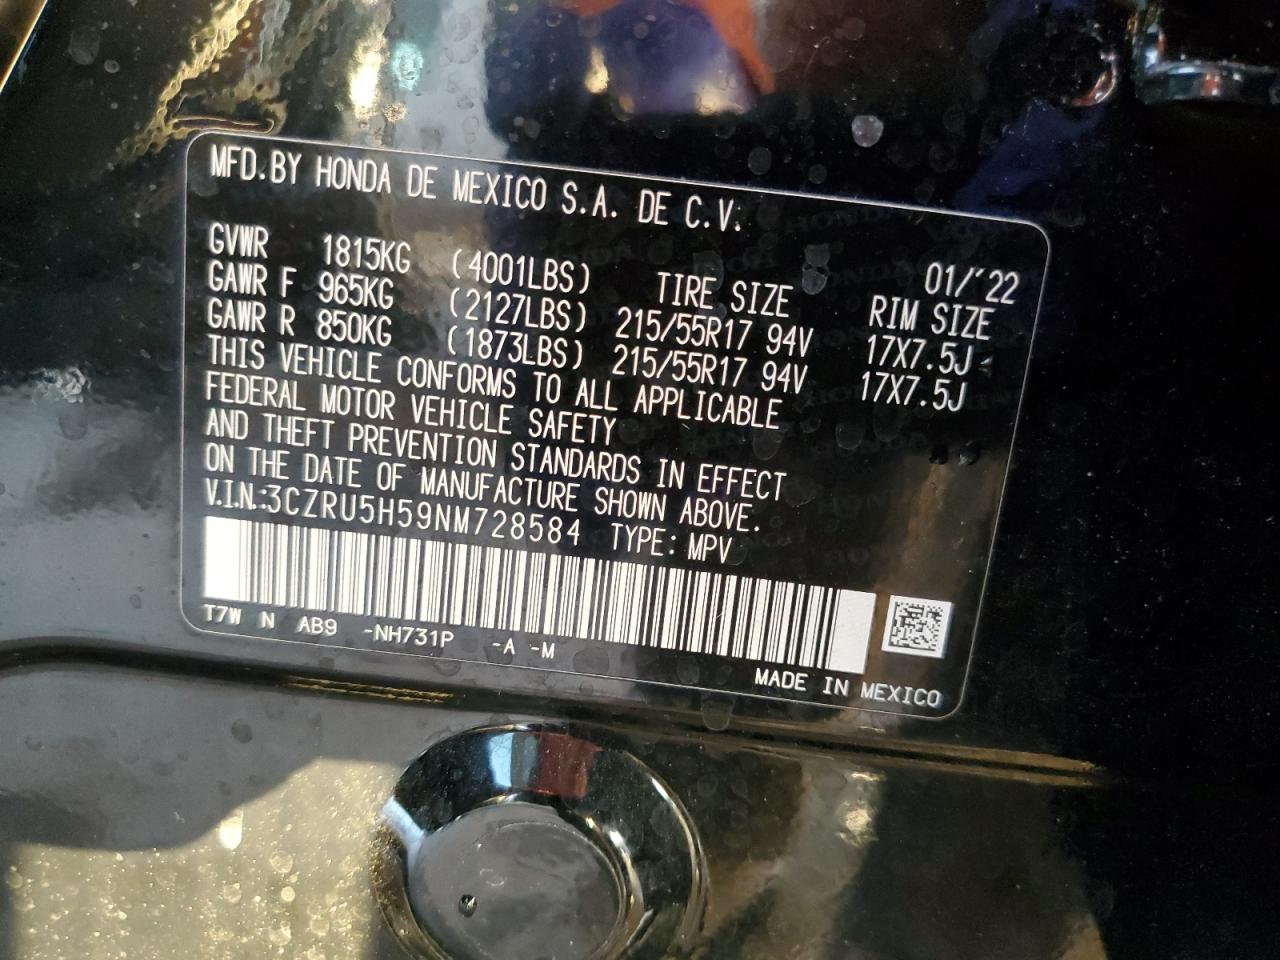 MFD.BY HONDA DE MEXICO S.A. DE C.V.
01/'22
GVWR 1815KG (4001LBS) TIRE SIZE RIM SIZE
GAWR F 965KG (2127LBS) 215/55R17 94V 17X7.5J
GAWR R 850KG (1873LBS) 215/55R17 94V 17X7.5J
THIS VEHICLE CONFORMS TO ALL APPLICABLE
FEDERAL MOTOR VEHICLE SAFETY
AND THEFT PREVENTION STANDARDS IN EFFECT
ON THE DATE OF MANUFACTURE SHOWN ABOVE.
V.I.N.:3CZRU5H59NM728584 TYPE: MPV
T7W N AB9 -NH731P -A -M
MADE IN MEXICO